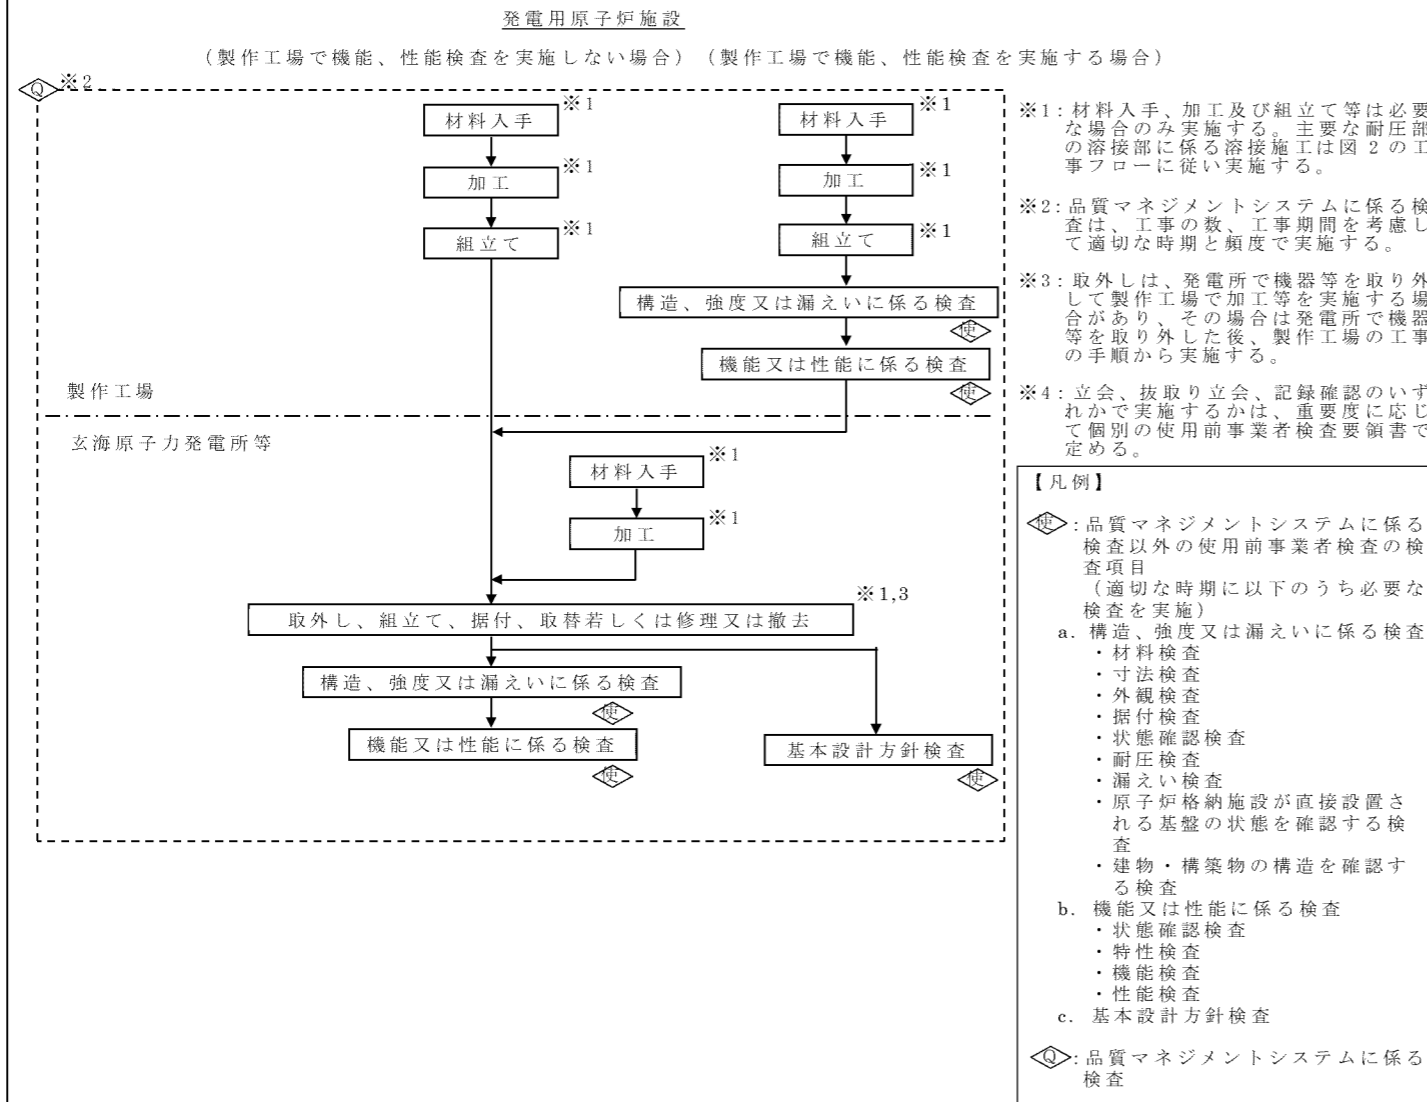 発電用原子炉施設
（製作工場で機能、性能検査を実施しない場合）（製作工場で機能、性能検査を実施する場合）
Q ※2
材料入手 ※1
加工 ※1
組立て ※1
材料入手 ※1
加工 ※1
組立て ※1
構造、強度又は漏えいに係る検査
使
機能又は性能に係る検査
使
製作工場
玄海原子力発電所等
材料入手 ※1
加工 ※1
取外し、組立て、据付、取替若しくは修理又は撤去 ※1,3
構造、強度又は漏えいに係る検査
使
機能又は性能に係る検査
使
基本設計方針検査
使
※1：材料入手、加工及び組立て等は必要
な場合のみ実施する。主要な耐圧部
の溶接部に係る溶接施工は図2の工
事フローに従い実施する。
※2：品質マネジメントシステムに係る検
査は、工事の数、工事期間を考慮し
て適切な時期と頻度で実施する。
※3：取外しは、発電所で機器等を取り外
して製作工場で加工等を実施する場
合があり、その場合は発電所で機器
等を取り外した後、製作工場の工事
の手順から実施する。
※4：立会、抜取り立会、記録確認のいず
れかで実施するかは、重要度に応じ
て個別の使用前事業者検査要領書で
定める。
【凡例】
使：品質マネジメントシステムに係る
検査以外の使用前事業者検査の検
査項目
（適切な時期に以下のうち必要な
検査を実施）
a. 構造、強度又は漏えいに係る検査
・材料検査
・寸法検査
・外観検査
・据付検査
・状態確認検査
・耐圧検査
・漏えい検査
・原子炉格納施設が直接設置さ
れる基盤の状態を確認する検
査
・建物・構築物の構造を確認す
る検査
b. 機能又は性能に係る検査
・状態確認検査
・特性検査
・機能検査
・性能検査
c. 基本設計方針検査
Q：品質マネジメントシステムに係る
検査